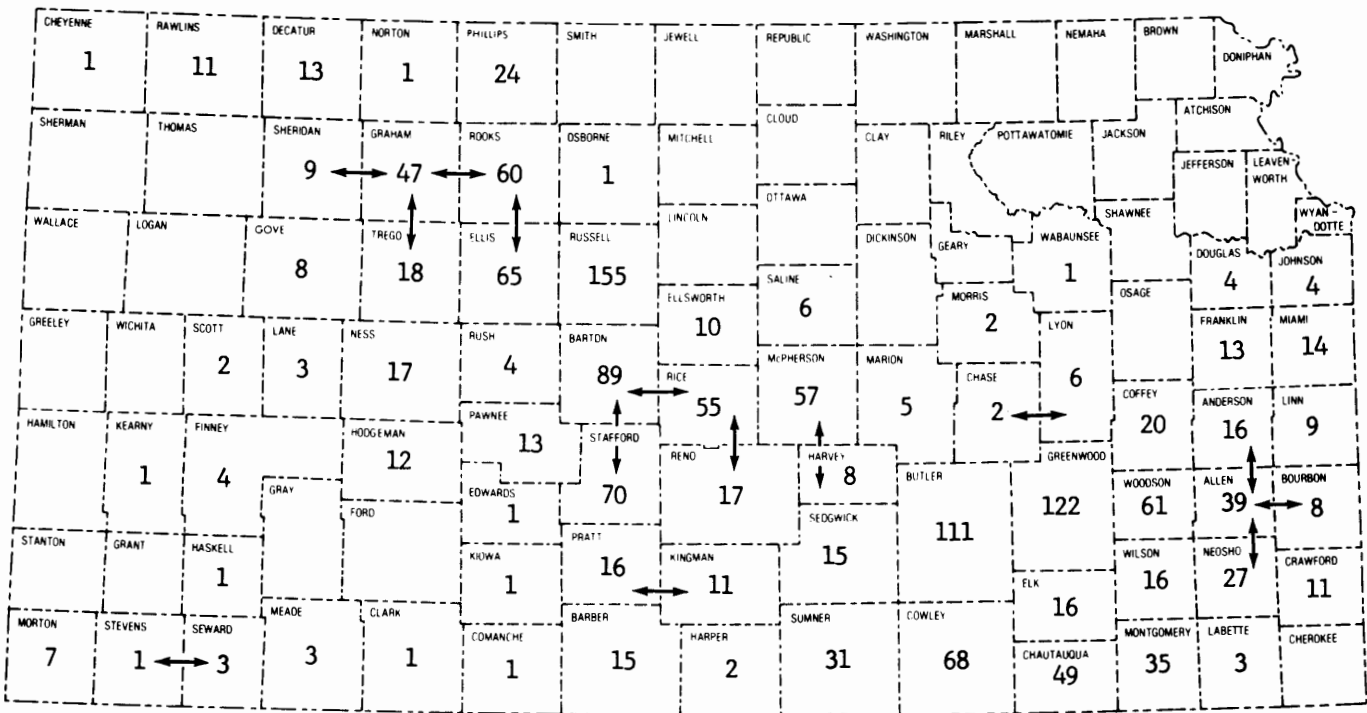 CHEYENNE
1
RAWLINS
11
DECATUR
13
NORTON
1
PHILLIPS
24
SMITH
JEWELL
REPUBLIC
WASHINGTON
MARSHALL
NEMAHA
BROWN
DONIPHAN
SHERMAN
THOMAS
SHERIDAN
9
GRAHAM
47
ROOKS
60
OSBORNE
1
MITCHELL
CLOUD
CLAY
RILEY
POTTAWATOMIE
JACKSON
ATCHISON
JEFFERSON
LEAVEN-
WORTH
WALLACE
LOGAN
GOVE
8
TREGO
18
ELLIS
65
RUSSELL
155
LINCOLN
OTTAWA
DICKINSON
GEARY
WABAUNSEE
1
SHAWNEE
DOUGLAS
4
WYAN-
DOTTE
JOHNSON
4
ELLSWORTH
10
SALINE
6
MORRIS
2
OSAGE
GREELEY
WICHITA
SCOTT
2
LANE
3
NESS
17
RUSH
4
BARTON
89
RICE
55
McPHERSON
57
MARION
5
CHASE
2
LYON
6
FRANKLIN
13
MIAMI
14
HAMILTON
KEARNY
1
FINNEY
4
HODGEMAN
12
PAWNEE
13
STAFFORD
70
RENO
17
HARVEY
8
BUTLER
111
GREENWOOD
122
COFFEY
20
ANDERSON
16
LINN
9
GRAY
FORD
EDWARDS
1
PRATT
16
KINGMAN
11
SEDGWICK
15
WOODSON
61
ALLEN
39
BOURBON
8
STANTON
GRANT
HASKELL
1
KIOWA
1
ELK
16
WILSON
16
NEOSHO
27
CRAWFORD
11
MORTON
7
STEVENS
1
SEWARD
3
MEADE
3
CLARK
1
COMANCHE
1
BARBER
15
HARPER
2
SUMNER
31
COWLEY
68
CHAUTAUQUA
49
MONTGOMERY
35
LABETTE
3
CHEROKEE